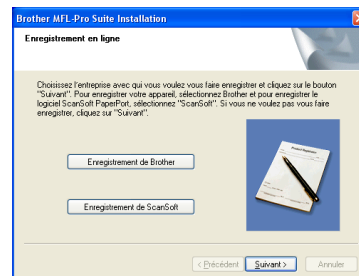 Brother MFL-Pro Suite Installation
Enregistrement en ligne
Choisissez l'entreprise avec qui vous voulez vous faire enregistrer et cliquez sur le bouton
"Suivant". Pour enregistrer votre appareil, sélectionnez Brother et pour enregistrer le
logiciel ScanSoft PaperPort, sélectionnez "ScanSoft". Si vous ne voulez pas vous faire
enregistrer, cliquez sur "Suivant".
Enregistrement de Brother
Enregistrement de ScanSoft
< Précédent
Suivant >
Annuler